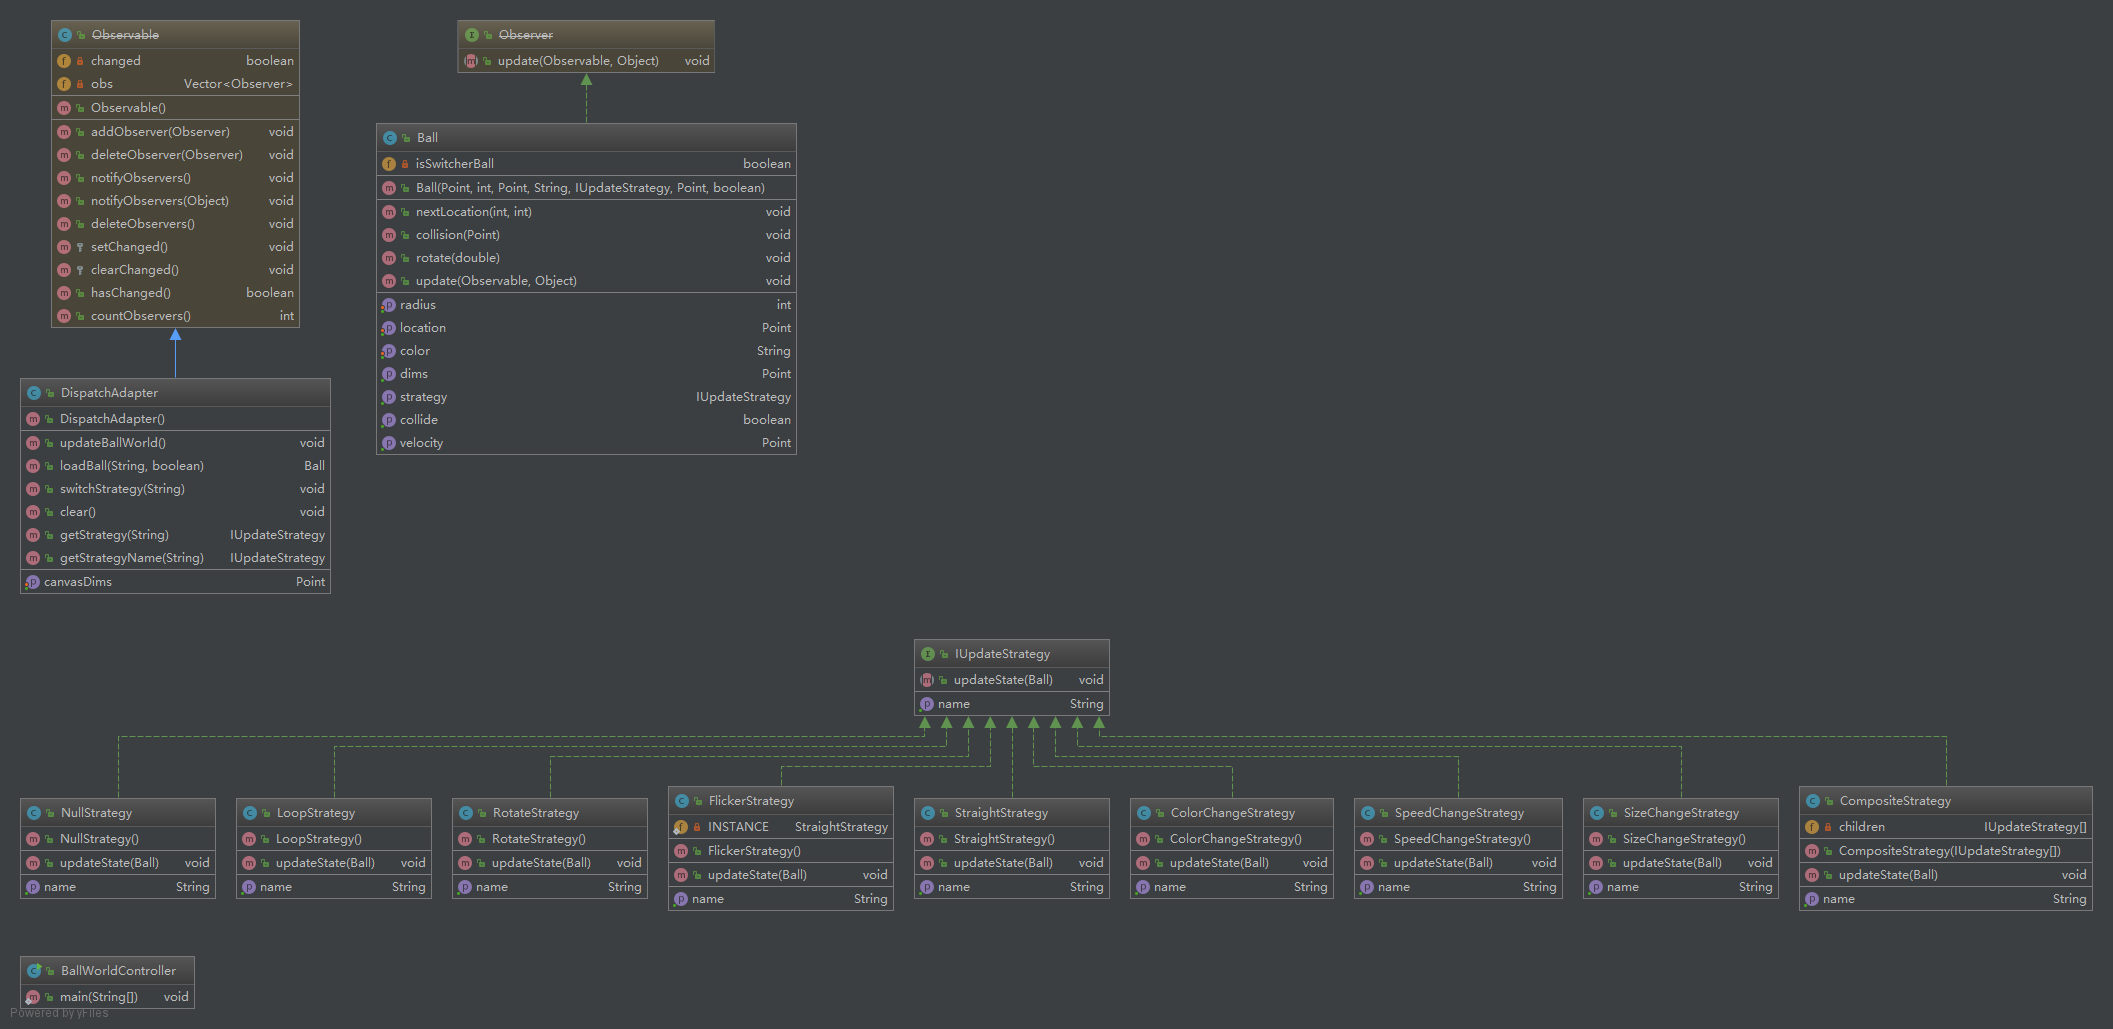 Observable
changed boolean
obs Vector<Observer>
Observable()
addObserver(Observer) void
deleteObserver(Observer) void
notifyObservers() void
notifyObservers(Object) void
deleteObservers() void
setChanged() void
clearChanged() void
hasChanged() boolean
countObservers() int
Observer
update(Observable, Object) void
Ball
isSwitcherBall boolean
Ball(Point, int, Point, String, IUpdateStrategy, Point, boolean)
nextLocation(int, int) void
collision(Point) void
rotate(double) void
update(Observable, Object) void
radius int
location Point
color String
dims Point
strategy IUpdateStrategy
collide boolean
velocity Point
DispatchAdapter
DispatchAdapter()
updateBallWorld() void
loadBall(String, boolean) Ball
switchStrategy(String) void
clear() void
getStrategy(String) IUpdateStrategy
getStrategyName(String) IUpdateStrategy
canvasDims Point
IUpdateStrategy
updateState(Ball) void
name String
NullStrategy
NullStrategy()
updateState(Ball) void
name String
LoopStrategy
LoopStrategy()
updateState(Ball) void
name String
RotateStrategy
RotateStrategy()
updateState(Ball) void
name String
FlickerStrategy
INSTANCE StraightStrategy
FlickerStrategy()
updateState(Ball) void
name String
StraightStrategy
StraightStrategy()
updateState(Ball) void
name String
ColorChangeStrategy
ColorChangeStrategy()
updateState(Ball) void
name String
SpeedChangeStrategy
SpeedChangeStrategy()
updateState(Ball) void
name String
SizeChangeStrategy
SizeChangeStrategy()
updateState(Ball) void
name String
CompositeStrategy
children IUpdateStrategy[]
CompositeStrategy(IUpdateStrategy[])
updateState(Ball) void
name String
BallWorldController
main(String[]) void
Powered by yFiles